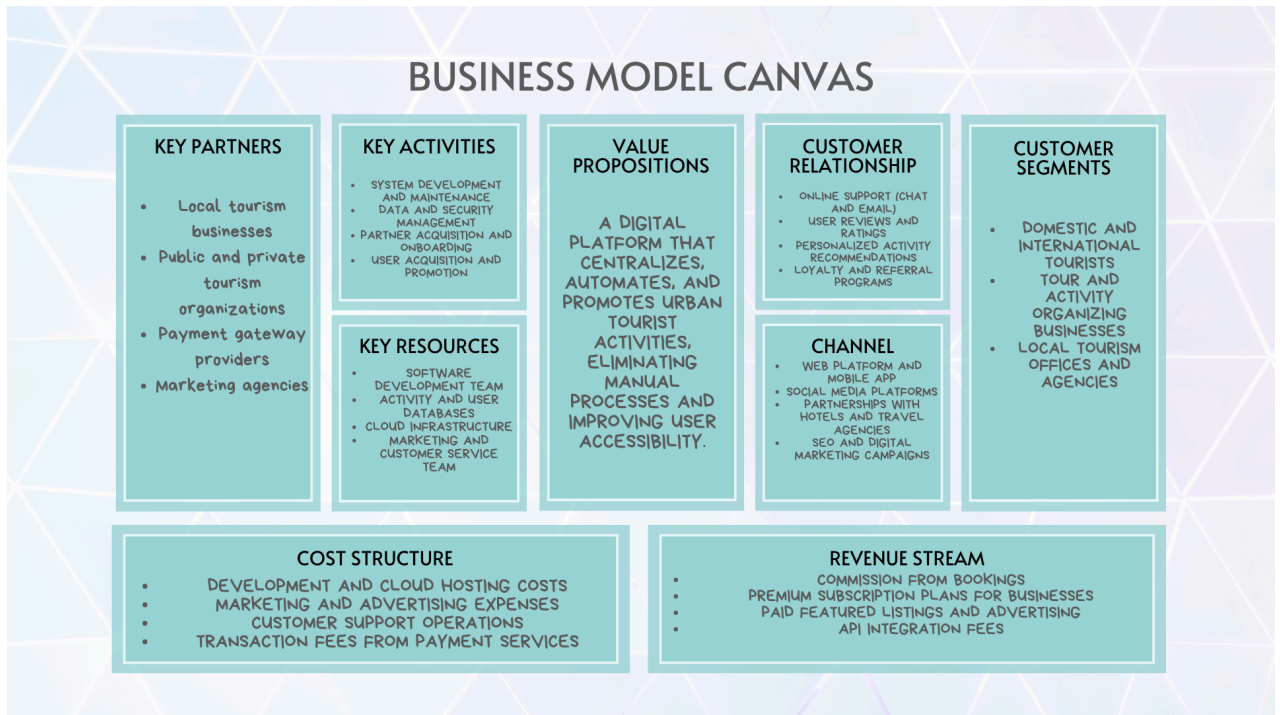 BUSINESS MODEL CANVAS
KEY PARTNERS
• Local tourism
businesses
• Public and private
tourism
organizations
• Payment gateway
providers
• Marketing agencies
KEY ACTIVITIES
• SYSTEM DEVELOPMENT
AND MAINTENANCE
• DATA AND SECURITY
MANAGEMENT
• PARTNER ACQUISITION AND
ONBOARDING
• USER ACQUISITION AND
PROMOTION
KEY RESOURCES
• SOFTWARE
DEVELOPMENT TEAM
• ACTIVITY AND USER
DATABASES
• CLOUD INFRASTRUCTURE
• MARKETING AND
CUSTOMER SERVICE
TEAM
VALUE
PROPOSITIONS
A DIGITAL
PLATFORM THAT
CENTRALIZES,
AUTOMATES, AND
PROMOTES URBAN
TOURIST
ACTIVITIES,
ELIMINATING
MANUAL
PROCESSES AND
IMPROVING USER
ACCESSIBILITY.
CUSTOMER
RELATIONSHIP
• ONLINE SUPPORT (CHAT
AND EMAIL)
• USER REVIEWS AND
RATINGS
• PERSONALIZED ACTIVITY
RECOMMENDATIONS
• LOYALTY AND REFERRAL
PROGRAMS
CHANNEL
• WEB PLATFORM AND
MOBILE APP
• SOCIAL MEDIA PLATFORMS
• PARTNERSHIPS WITH
HOTELS AND TRAVEL
AGENCIES
• SEO AND DIGITAL
MARKETING CAMPAIGNS
CUSTOMER
SEGMENTS
• DOMESTIC AND
INTERNATIONAL
TOURISTS
• TOUR AND
ACTIVITY
ORGANIZING
BUSINESSES
• LOCAL TOURISM
OFFICES AND
AGENCIES
COST STRUCTURE
• DEVELOPMENT AND CLOUD HOSTING COSTS
• MARKETING AND ADVERTISING EXPENSES
• CUSTOMER SUPPORT OPERATIONS
• TRANSACTION FEES FROM PAYMENT SERVICES
REVENUE STREAM
• COMMISSION FROM BOOKINGS
• PREMIUM SUBSCRIPTION PLANS FOR BUSINESSES
• PAID FEATURED LISTINGS AND ADVERTISING
• API INTEGRATION FEES